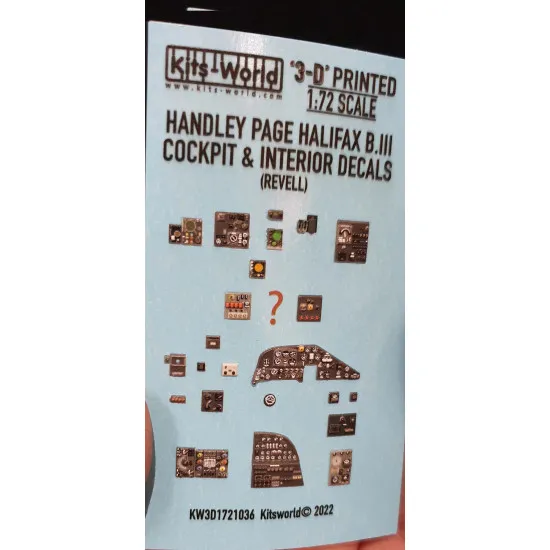 Kits-World
www.kits-world.com
'3-D' PRINTED
1:72 SCALE
HANDLEY PAGE HALIFAX B.III
COCKPIT & INTERIOR DECALS
(REVELL)
?
KW3D1721036 Kitsworld© 2022